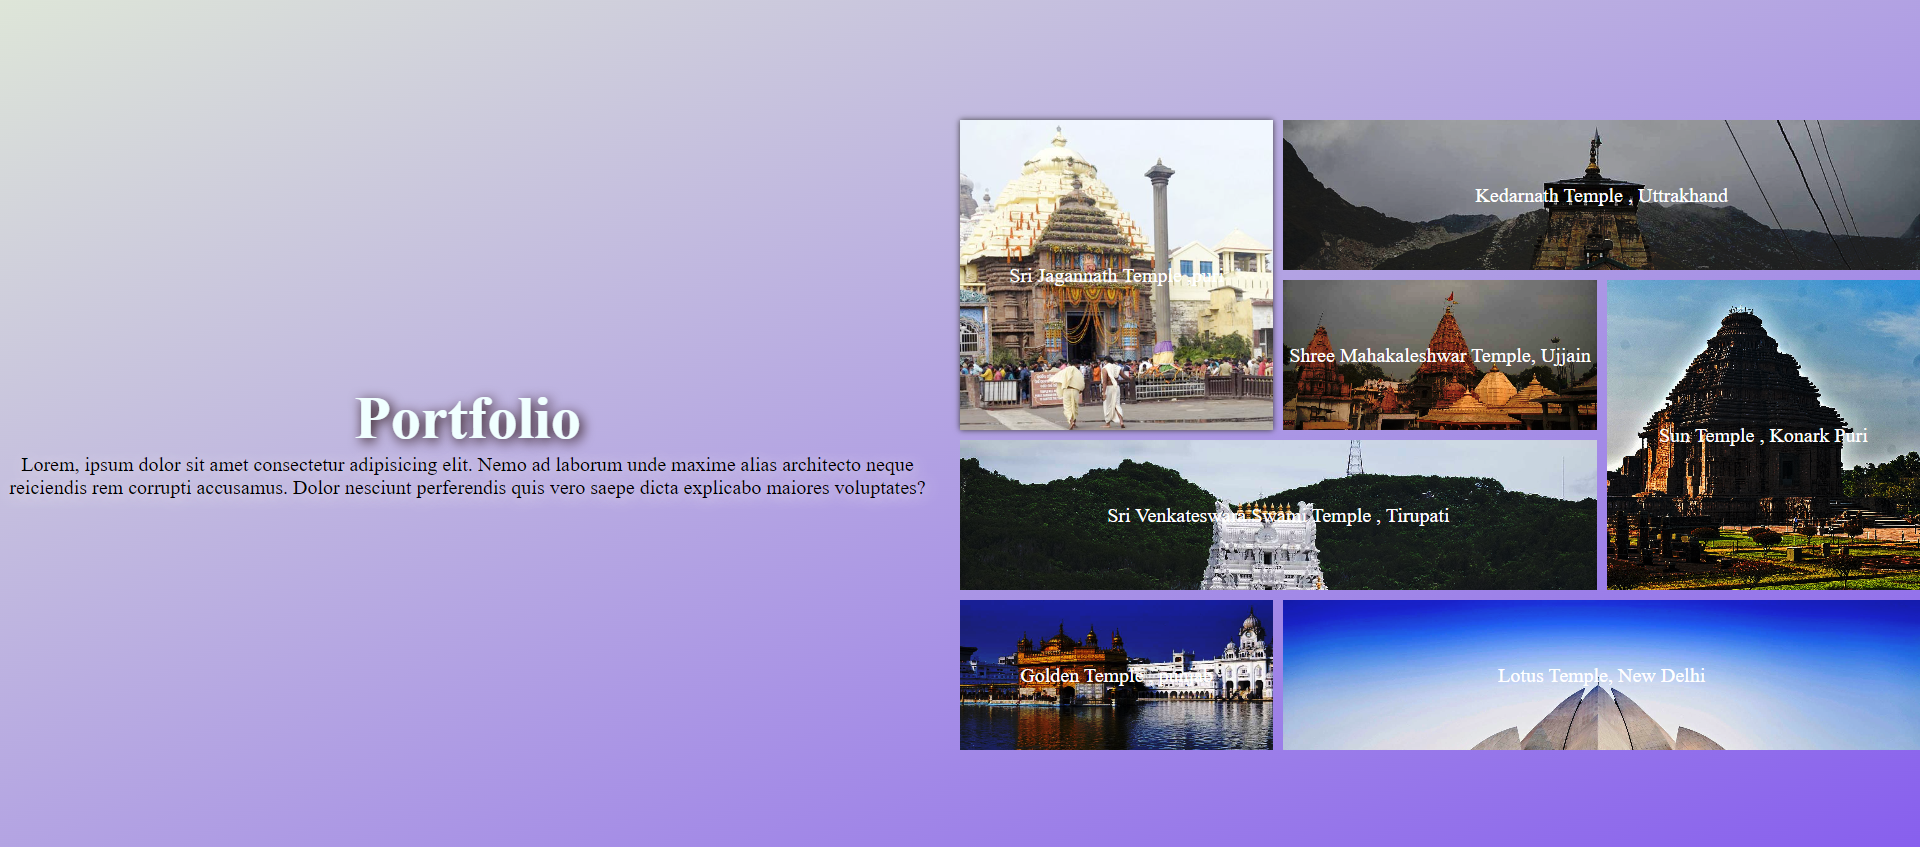 Portfolio
Lorem, ipsum dolor sit amet consectetur adipisicing elit. Nemo ad laborum unde maxime alias architecto neque
reiciendis rem corrupti accusamus. Dolor nesciunt perferendis quis vero saepe dicta explicabo maiores voluptates?
Sri Jagannath Temple,
Kedarnath Temple , Uttrakhand
Shree Mahakaleshwar Temple, Ujjain
Sun Temple , Konark Puri
Sri Venkateswara Swami Temple , Tirupati
Golden Temple ,
Lotus Temple, New Delhi